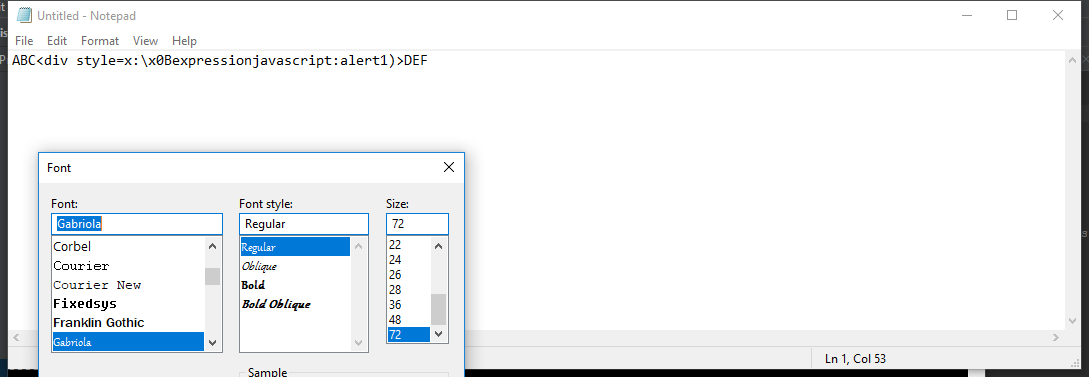 Untitled - Notepad
File Edit Format View Help
ABC<div style=x:\x0Bexpressionjavascript:alert1)>DEF
Font
Font: Font style: Size:
Gabriola Regular 72
Corbel Regular 22
Courier Oblique 24
Courier New Bold 26
Fixedsys Bold Oblique 28
Franklin Gothic 36
Gabriola 48
72
Sample
Ln 1, Col 53